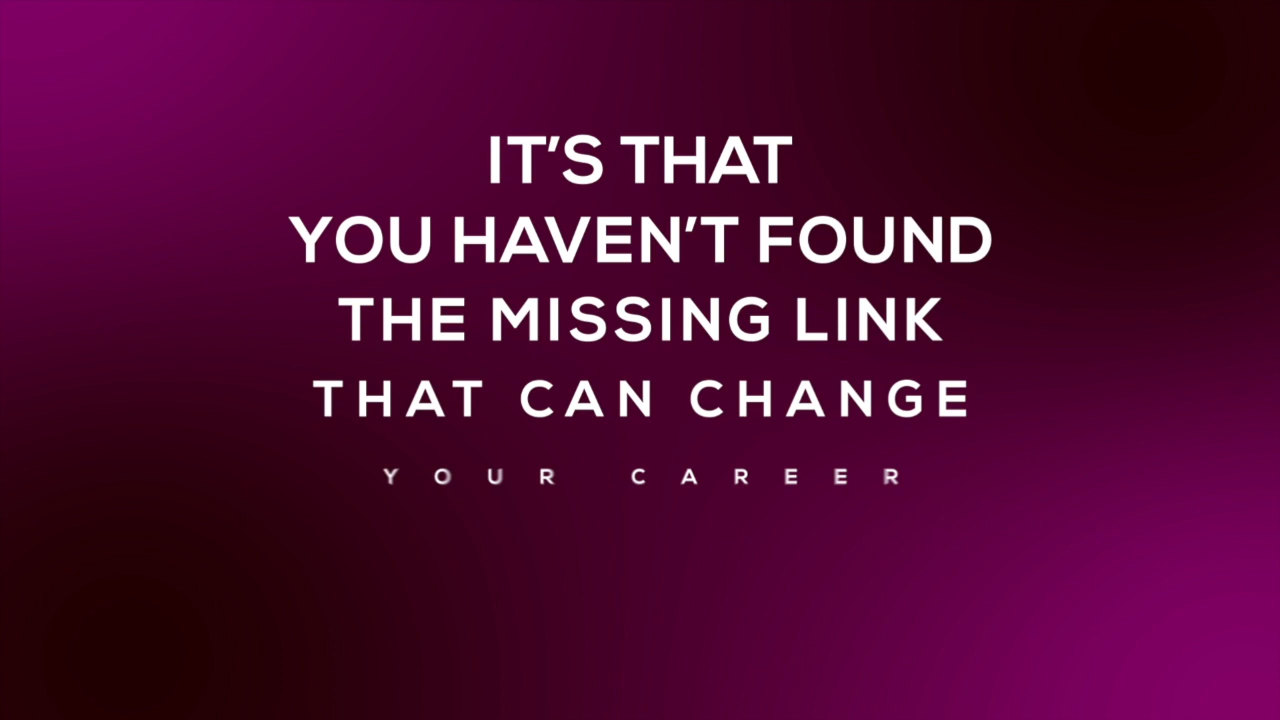 IT'S THAT
YOU HAVEN'T FOUND
THE MISSING LINK
THAT CAN CHANGE
YOUR CAREER